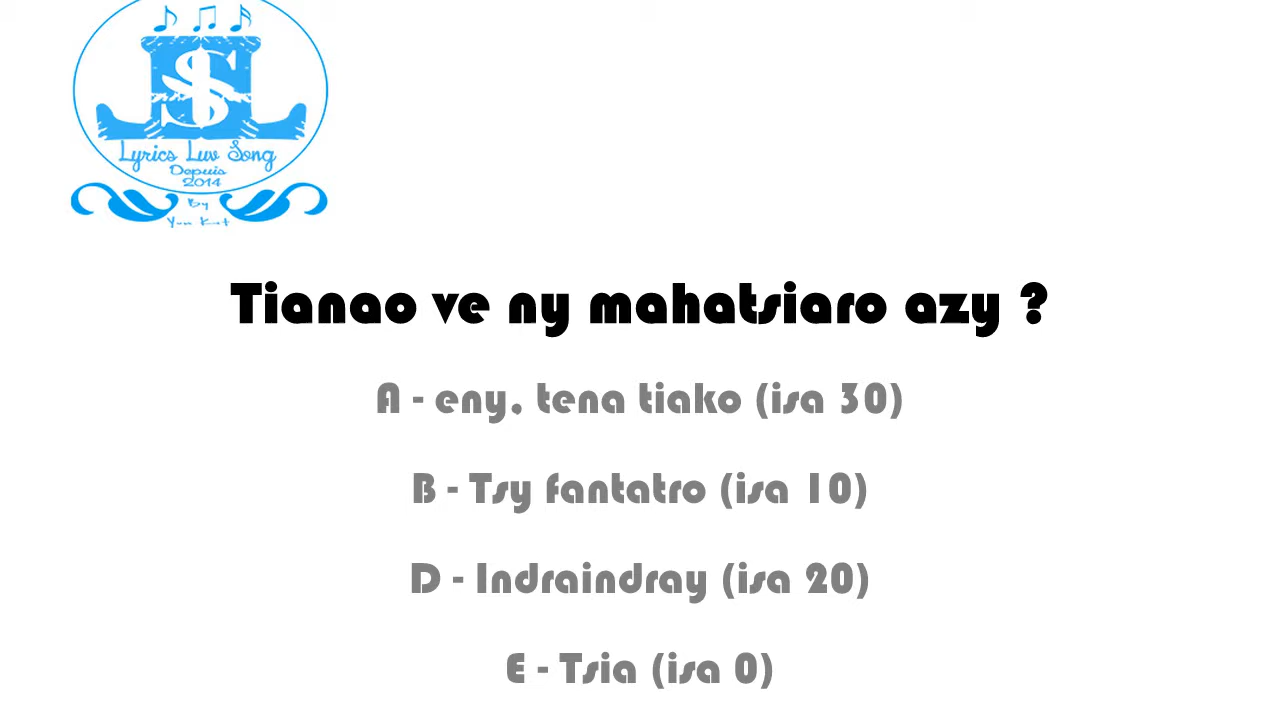 Lyrics Luv Song
Depuis
2014
By
Tianao ve ny mahatsiaro azy ?
A - eny, tena tiako (isa 30)
B - Tsy fantatro (isa 10)
D - Indraindray (isa 20)
E - Tsia (isa 0)